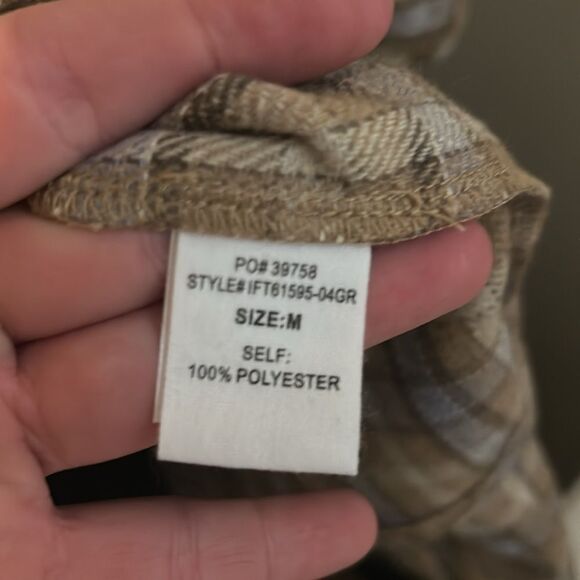 PO# 39758
STYLE# IFT61595-04GR
SIZE:M
SELF:
100% POLYESTER